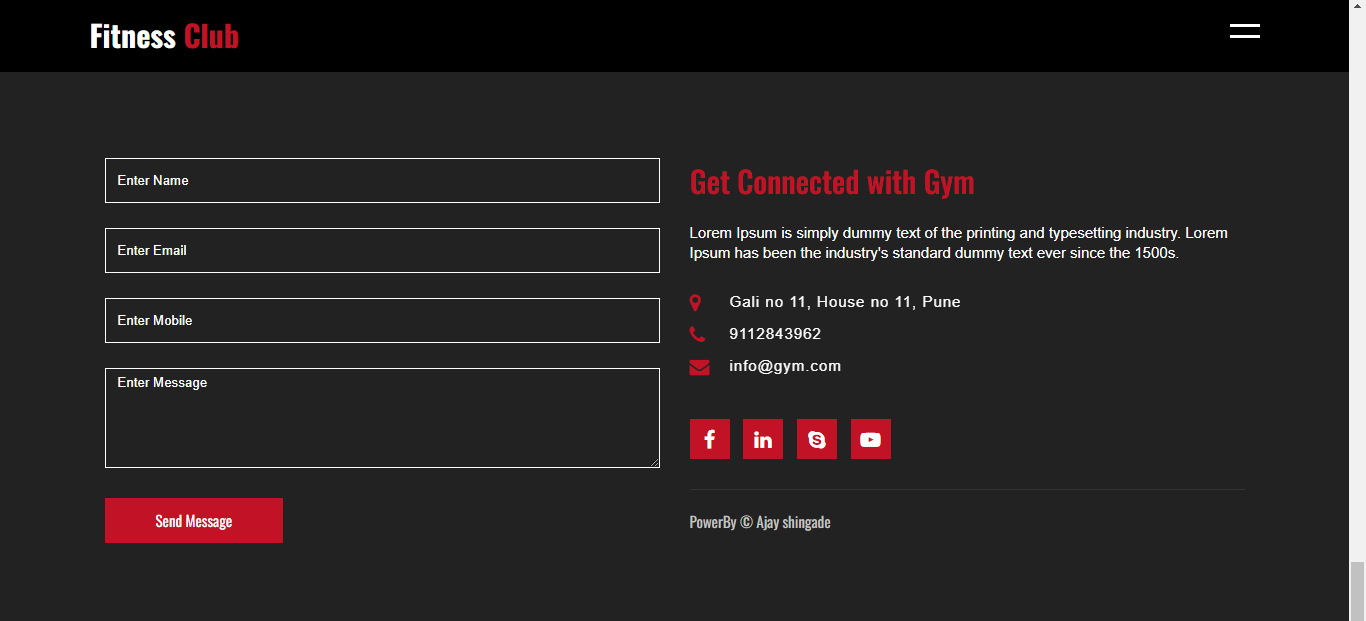 Fitness Club
Enter Name
Enter Email
Enter Mobile
Enter Message
Send Message
Get Connected with Gym
Lorem Ipsum is simply dummy text of the printing and typesetting industry. Lorem
Ipsum has been the industry's standard dummy text ever since the 1500s.
Gali no 11, House no 11, Pune
9112843962
info@gym.com
PowerBy © Ajay shingade